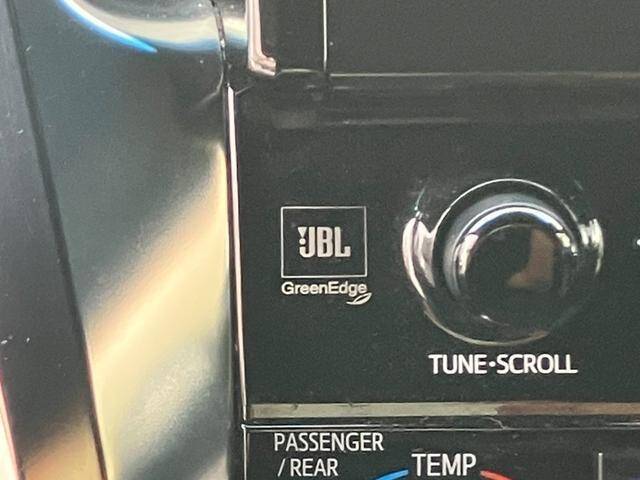 JBL
GreenEdge
TUNE•SCROLL
PASSENGER
/REAR
TEMP